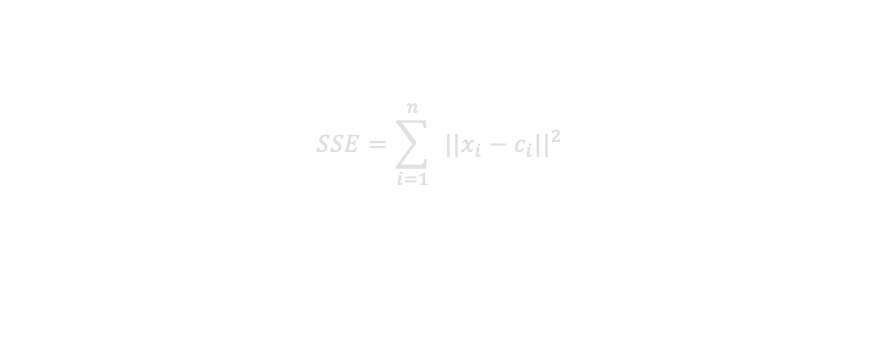 SSE = \sum_{i=1}^{n} ||x_i - c_i||^2